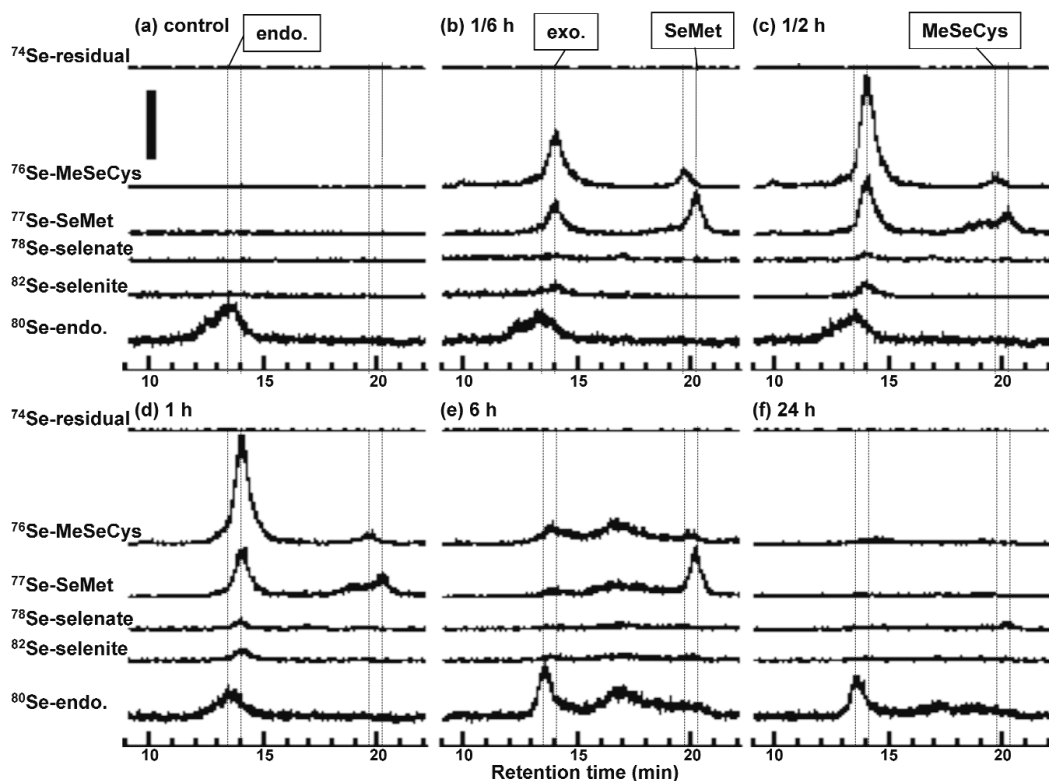 (a) control
endo.
(b) 1/6 h
exo.
SeMet
(c) 1/2 h
MeSeCys
⁷⁴Se-residual
⁷⁶Se-MeSeCys
⁷⁷Se-SeMet
⁷⁸Se-selenate
⁸²Se-selenite
⁸⁰Se-endo.
10 15 20 10 15 20 10 15 20
⁷⁴Se-residual
(d) 1 h
(e) 6 h
(f) 24 h
⁷⁶Se-MeSeCys
⁷⁷Se-SeMet
⁷⁸Se-selenate
⁸²Se-selenite
⁸⁰Se-endo.
10 15 20 10 15 20 10 15 20
Retention time (min)